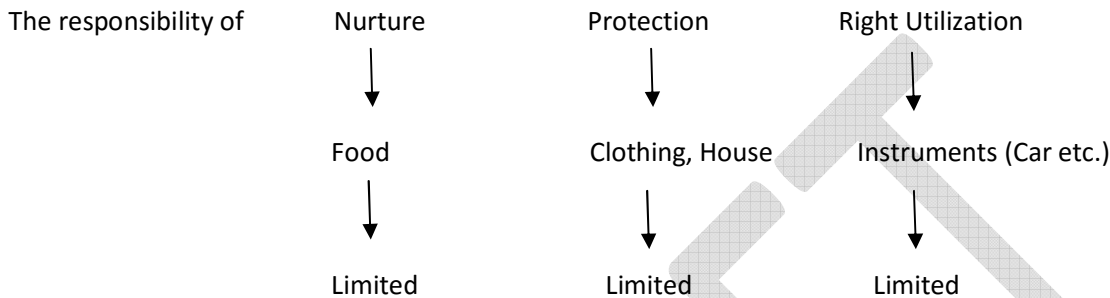 The responsibility of Nurture Protection Right Utilization
Food Clothing, House Instruments (Car etc.)
Limited Limited Limited